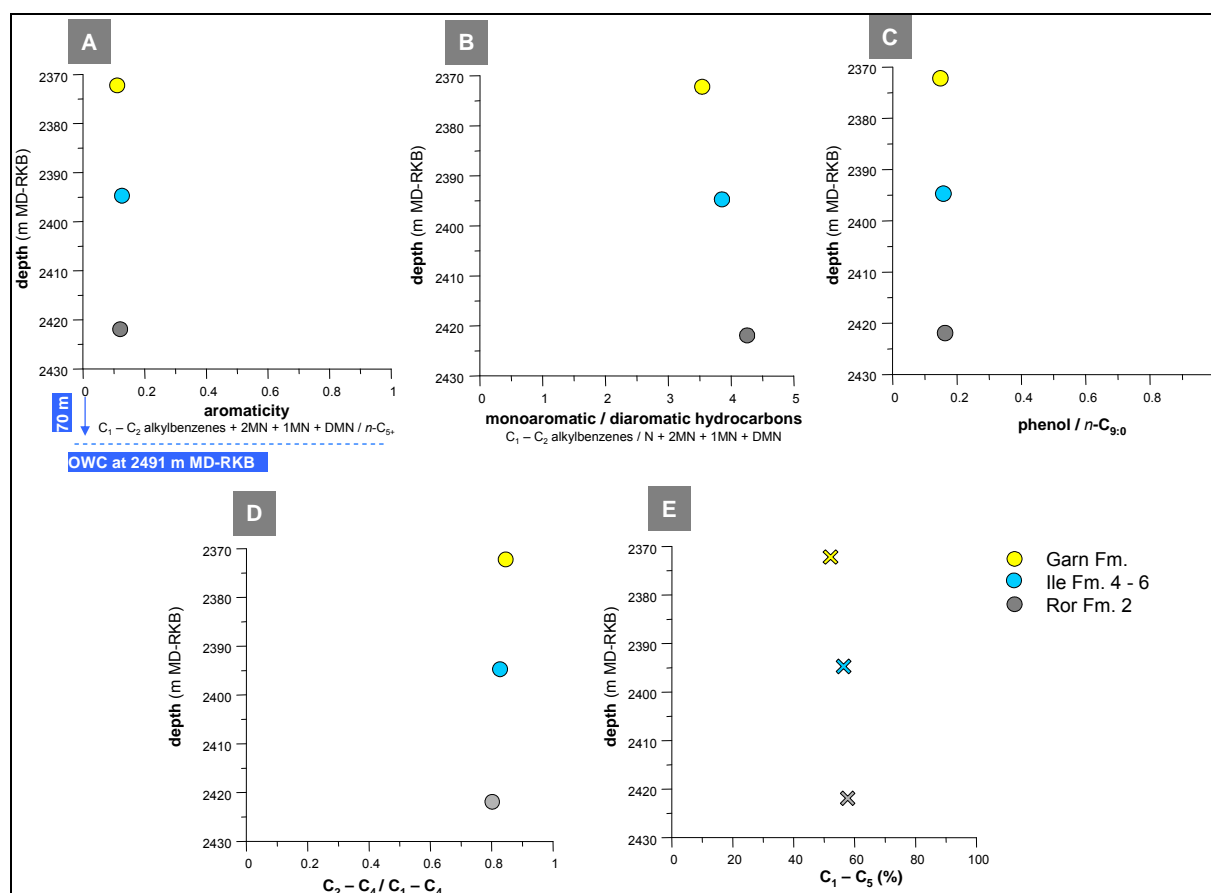 A
2370
2380
2390
2400
2410
2420
2430
depth (m MD-RKB)
0 0.2 0.4 0.6 0.8 1
aromaticity
C1 – C2 alkylbenzenes + 2MN + 1MN + DMN / n-C5+
70 m
OWC at 2491 m MD-RKB
B
2370
2380
2390
2400
2410
2420
2430
depth (m MD-RKB)
0 1 2 3 4 5
monoaromatic / diaromatic hydrocarbons
C1 – C2 alkylbenzenes / N + 2MN + 1MN + DMN
C
2370
2380
2390
2400
2410
2420
2430
depth (m MD-RKB)
0 0.2 0.4 0.6 0.8
phenol / n-C9:0
D
2370
2380
2390
2400
2410
2420
2430
depth (m MD-RKB)
0 0.2 0.4 0.6 0.8 1
C2 – C4 / C1 – C4
E
2370
2380
2390
2400
2410
2420
2430
depth (m MD-RKB)
0 20 40 60 80 100
C1 – C5 (%)
Garn Fm.
Ile Fm. 4 - 6
Ror Fm. 2